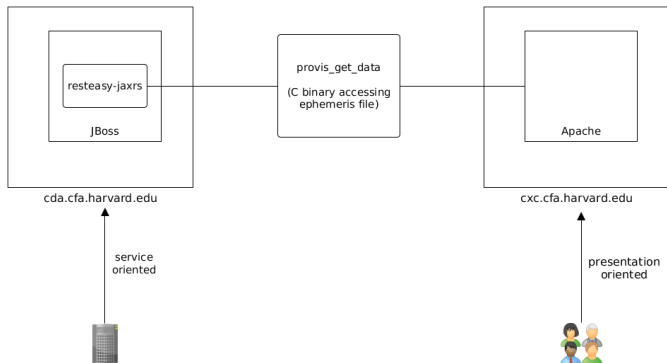 resteasy-jaxrs
JBoss
cda.cfa.harvard.edu
provis_get_data
(C binary accessing
ephemeris file)
Apache
cxc.cfa.harvard.edu
service
oriented
presentation
oriented